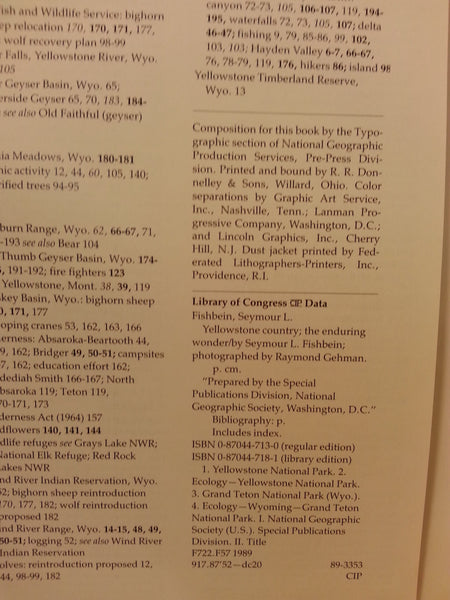 ish and Wildlife Service: bighorn
ep relocation 170, 170, 171, 177,
wolf recovery plan 98-99
Falls, Yellowstone River, Wyo.
105
Geyser Basin, Wyo. 65;
erside Geyser 65, 70, 183, 184-
see also Old Faithful (geyser)
ia Meadows, Wyo. 180-181
nic activity 12, 44, 60, 105, 140;
rified trees 94-95
burn Range, Wyo. 62, 66-67, 71,
-193 see also Bear 104
Thumb Geyser Basin, Wyo. 174-
, 191-192; fire fighters 123
Yellowstone, Mont. 38, 39, 119
key Basin, Wyo.: bighorn sheep
0, 171, 177
oping cranes 53, 162, 163, 166
erness: Absaroka-Beartooth 44,
9, 162; Bridger 49, 50-51; campsites
7, 162; education effort 162;
dediah Smith 166-167; North
bsaroka 119; Teton 119,
70-171, 173
derness Act (1964) 157
dflowers 140, 141, 144
dlife refuges see Grays Lake NWR;
National Elk Refuge; Red Rock
Lakes NWR
nd River Indian Reservation, Wyo.
52; bighorn sheep reintroduction
170, 177, 182; wolf reintroduction
proposed 182
ind River Range, Wyo. 14-15, 48, 49,
50-51; logging 52; see also Wind River
Indian Reservation
olves: reintroduction proposed 12,
44, 98-99, 182
canyon 72-73, 105, 106-107, 119, 194-
195, waterfalls 72, 73, 105, 107; delta
46-47; fishing 9, 79, 85-86, 99, 102,
103, 103; Hayden Valley 6-7, 66-67,
76, 78-79, 119, 176, hikers 86; island 98
Yellowstone Timberland Reserve,
Wyo. 13
Composition for this book by the Typo-
graphic section of National Geographic
Production Services, Pre-Press Divi-
sion. Printed and bound by R. R. Don-
nelley & Sons, Willard, Ohio. Color
separations by Graphic Art Service,
Inc., Nashville, Tenn.; Lanman Pro-
gressive Company, Washington, D.C.;
and Lincoln Graphics, Inc., Cherry
Hill, N.J. Dust jacket printed by Fed-
erated Lithographers-Printers, Inc.,
Providence, R.I.
Library of Congress CIP Data
Fishbein, Seymour L.
Yellowstone country; the enduring
wonder/by Seymour L. Fishbein;
photographed by Raymond Gehman.
p. cm.
"Prepared by the Special
Publications Division, National
Geographic Society, Washington, D.C."
Bibliography: p.
Includes index.
ISBN 0-87044-713-0 (regular edition)
ISBN 0-87044-718-1 (library edition)
1. Yellowstone National Park. 2.
Ecology—Yellowstone National Park.
3. Grand Teton National Park (Wyo.).
4. Ecology—Wyoming—Grand Teton
National Park. I. National Geographic
Society (U.S.). Special Publications
Division. II. Title
F722.F57 1989
917.87'52—dc20 89-3353
CIP